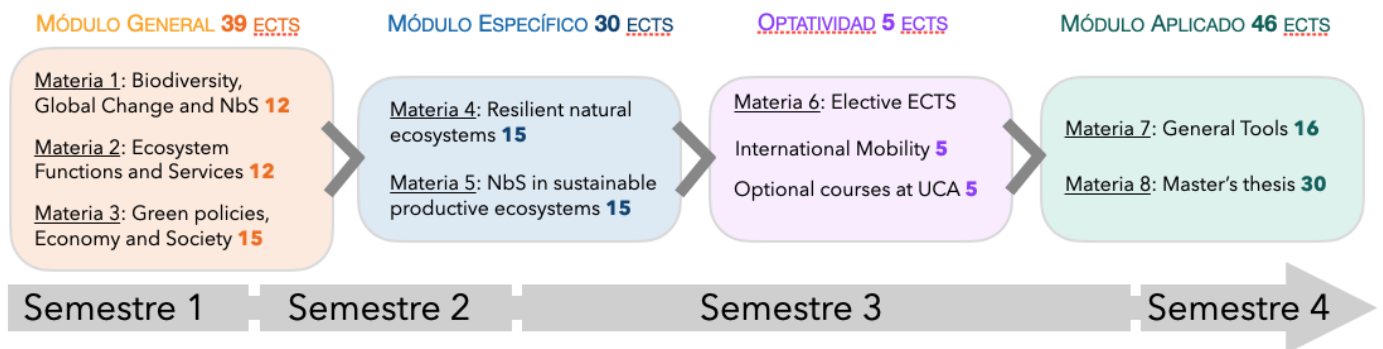 MÓDULO GENERAL 39 ECTS
Materia 1: Biodiversity,
Global Change and NbS 12
Materia 2: Ecosystem
Functions and Services 12
Materia 3: Green policies,
Economy and Society 15
MÓDULO ESPECÍFICO 30 ECTS
Materia 4: Resilient natural
ecosystems 15
Materia 5: NbS in sustainable
productive ecosystems 15
OPTATIVIDAD 5 ECTS
Materia 6: Elective ECTS
International Mobility 5
Optional courses at UCA 5
MÓDULO APLICADO 46 ECTS
Materia 7: General Tools 16
Materia 8: Master's thesis 30
Semestre 1
Semestre 2
Semestre 3
Semestre 4